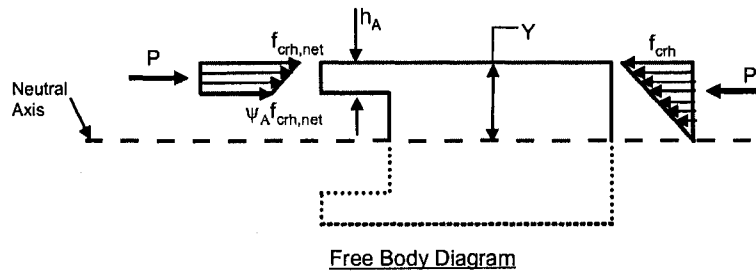 h_A
f_crh,net
Y
f_crh
P
P
Neutral
Axis
Ψ_A f_crh,net
Free Body Diagram